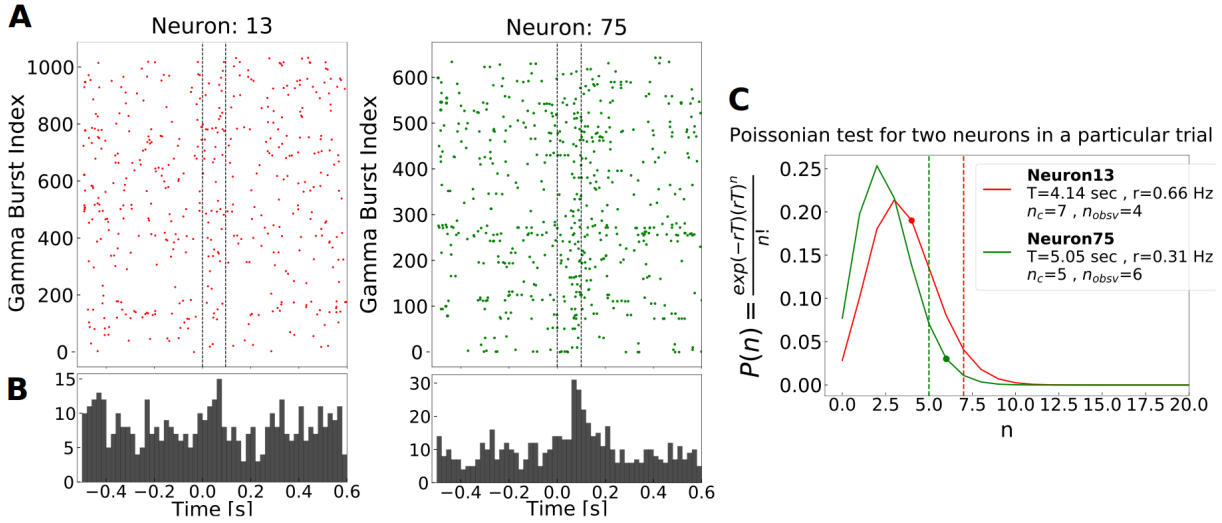 A
Neuron: 13
Gamma Burst Index
1000
800
600
400
200
0
Neuron: 75
Gamma Burst Index
600
500
400
300
200
100
0
B
15
10
5
0
−0.4 −0.2 0.0 0.2 0.4 0.6
Time [s]
30
20
10
0
−0.4 −0.2 0.0 0.2 0.4 0.6
Time [s]
C
Poissonian test for two neurons in a particular trial
P(n) = exp(−rT)(rT)^n / n!
0.25
0.20
0.15
0.10
0.05
0.00
Neuron13
T=4.14 sec , r=0.66 Hz
n_c=7 , n_obsv=4
Neuron75
T=5.05 sec , r=0.31 Hz
n_c=5 , n_obsv=6
0.0 2.5 5.0 7.5 10.0 12.5 15.0 17.5 20.0
n